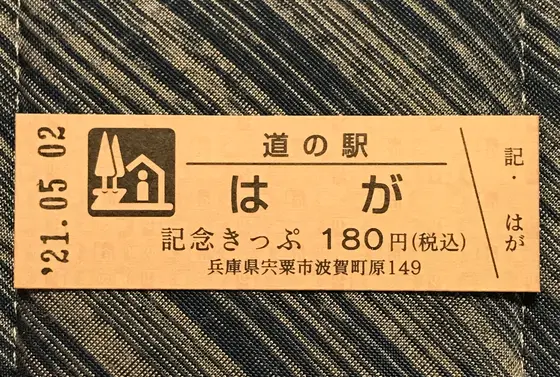 '21.05 02
道の駅
はが
記念きっぷ 180円(税込)
兵庫県宍粟市波賀町原149
記・はが